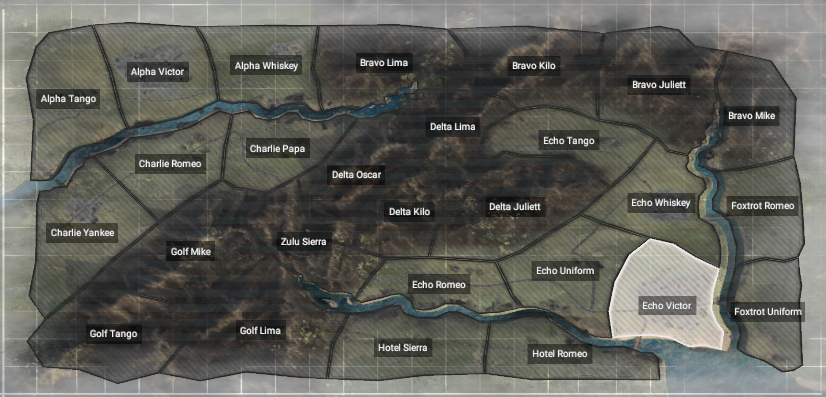 Bravo Lima
Alpha Whiskey
Bravo Kilo
Alpha Victor
Bravo Juliett
Alpha Tango
Bravo Mike
Delta Lima
Echo Tango
Charlie Papa
Charlie Romeo
Delta Oscar
Echo Whiskey
Foxtrot Romeo
Delta Juliett
Delta Kilo
Charlie Yankee
Zulu Sierra
Golf Mike
Echo Uniform
Echo Romeo
Echo Victor
Foxtrot Uniform
Golf Lima
Golf Tango
Hotel Sierra
Hotel Romeo